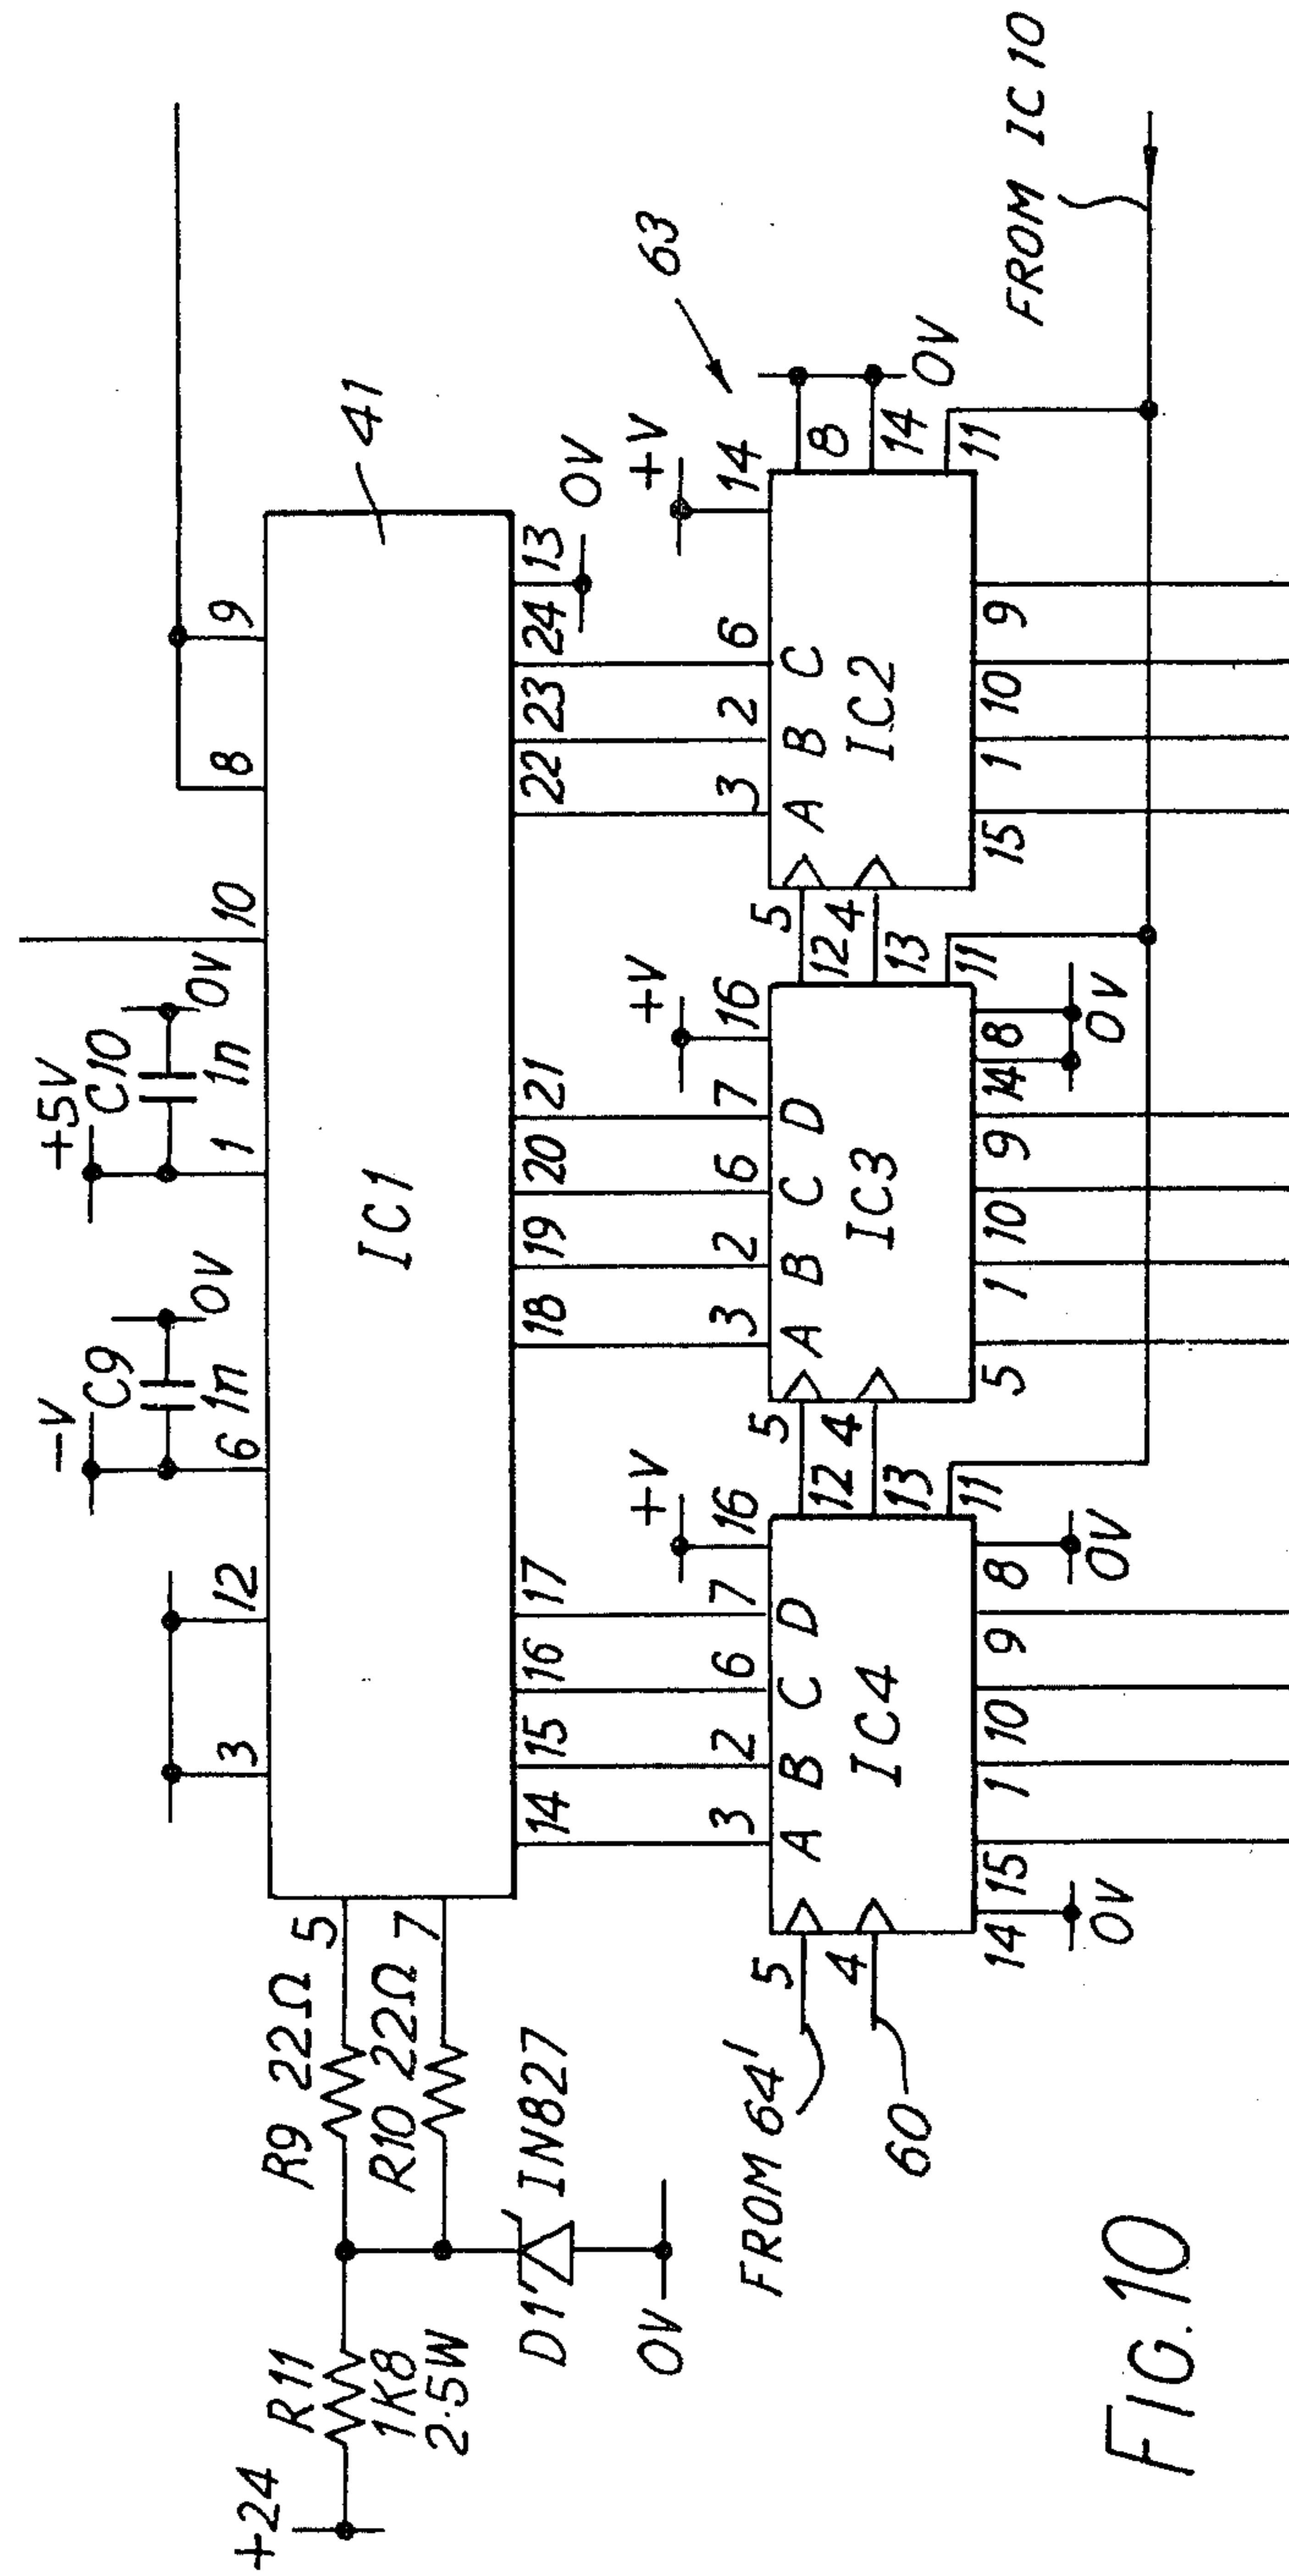 +24
R11
1K8
2·5W
R9 22Ω
R10 22Ω
5
7
D1' IN827
0V
3
12
-V
C9
1n
0V
6
+5V
C10
1n
0V
1
10
8
9
41
IC1
14 15 16 17
18 19 20 21
22 23 24 13
0V
FROM 64'
60
5
4
3 2 6 7 16
+V
A B C D
IC4
14 15 1 10 9 8
0V
0V
12
13
11
5
4
3 2 6 7 16
+V
A B C D
IC3
5 1 10 9 14 8
0V
12
13
11
5
4
3 2 6 14
+V
A B C
IC2
15 1 10 9
8
14
11
0V
63
FROM IC 10
FIG. 10